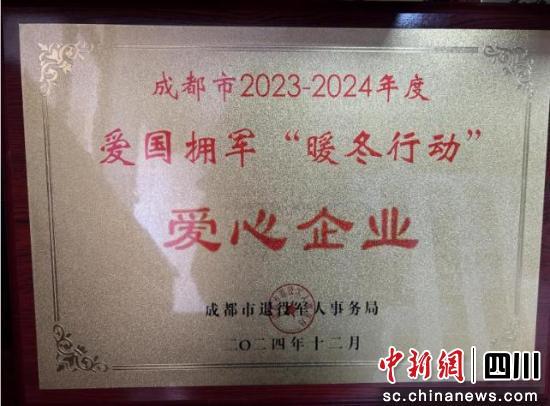 成都市2023-2024年度
爱国拥军“暖冬行动”
爱心企业
成都市退役军人事务局
二〇二四年十二月
中新網 四川
sc.chinanews.com